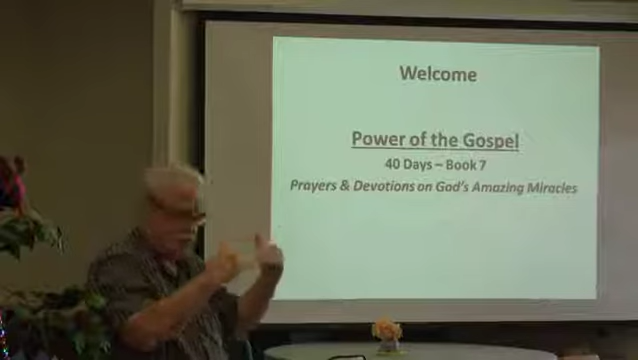 Welcome
Power of the Gospel
40 Days – Book 7
Prayers & Devotions on God's Amazing Miracles